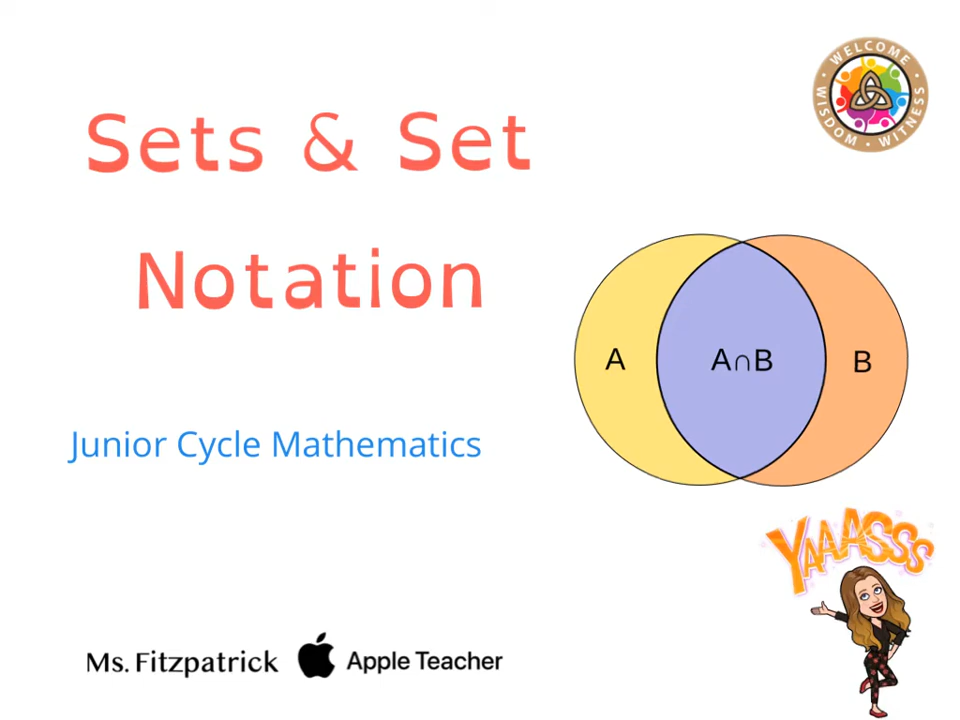 Sets & Set
Notation
Junior Cycle Mathematics
WELCOME • WITNESS • WISDOM •
A
A∩B
B
YAAASSS
Ms. Fitzpatrick
Apple Teacher